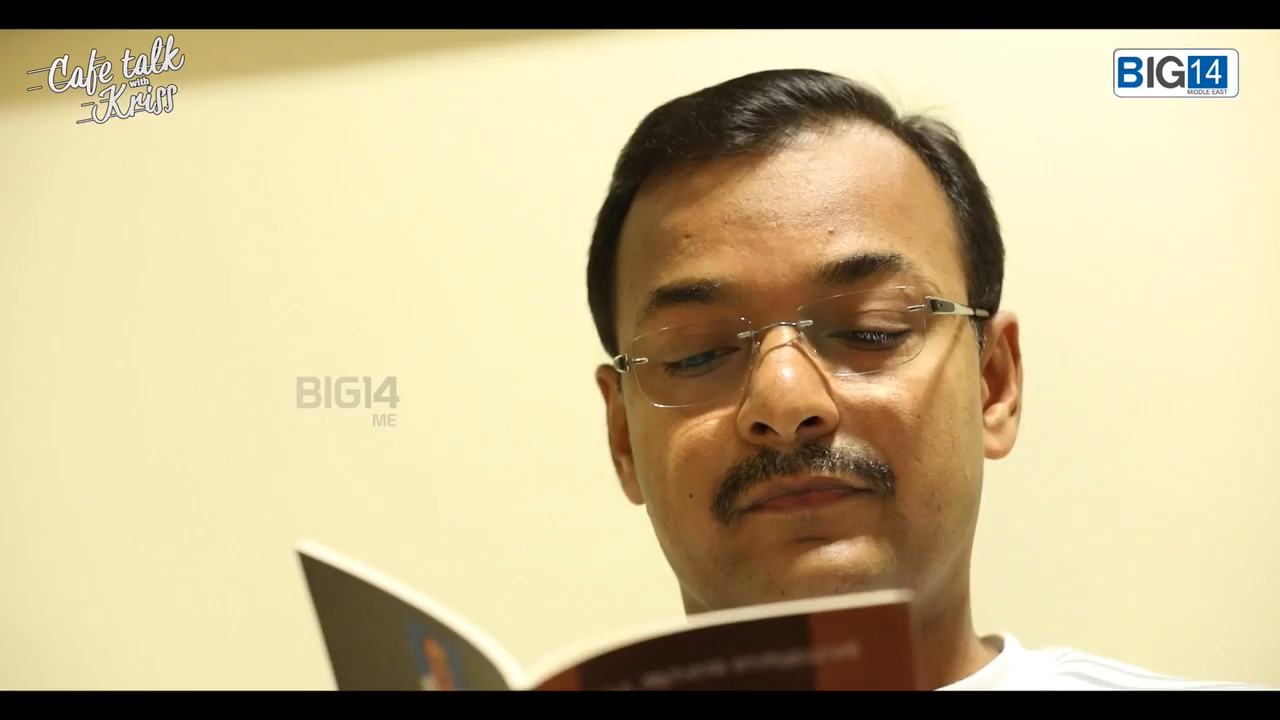 Cafe talk
with
Kriss
BIG14
MIDDLE EAST
BIG14
ME